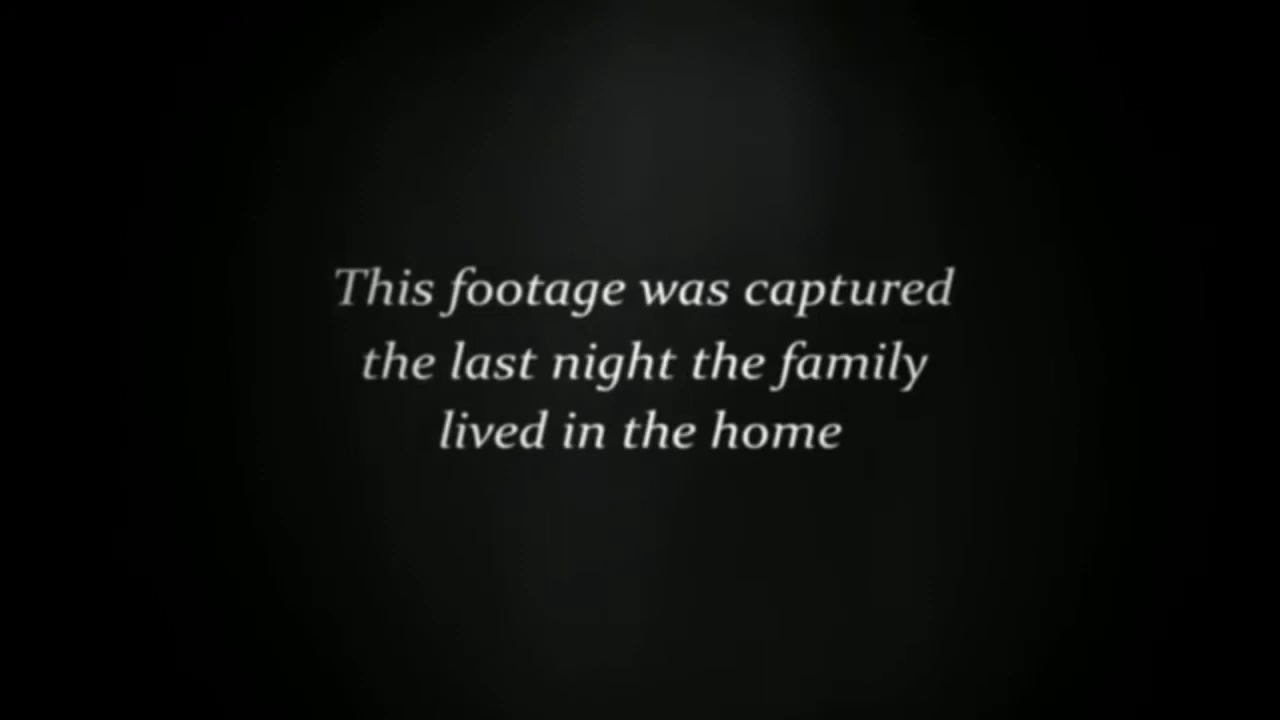 This footage was captured
the last night the family
lived in the home